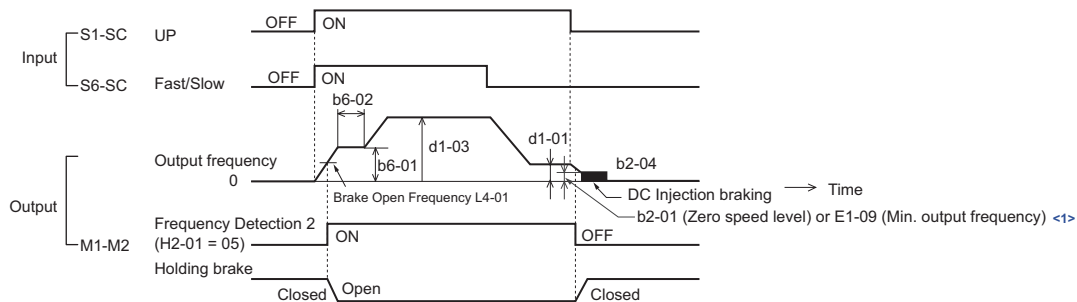 OFF ON
S1-SC UP
Input
S6-SC Fast/Slow OFF ON
b6-02
d1-03
d1-01
b2-04
b6-01
Output frequency
0
Brake Open Frequency L4-01
DC Injection braking
Time
b2-01 (Zero speed level) or E1-09 (Min. output frequency) <1>
Output
Frequency Detection 2
(H2-01 = 05)
M1-M2
ON
OFF
Holding brake
Closed Open
Closed